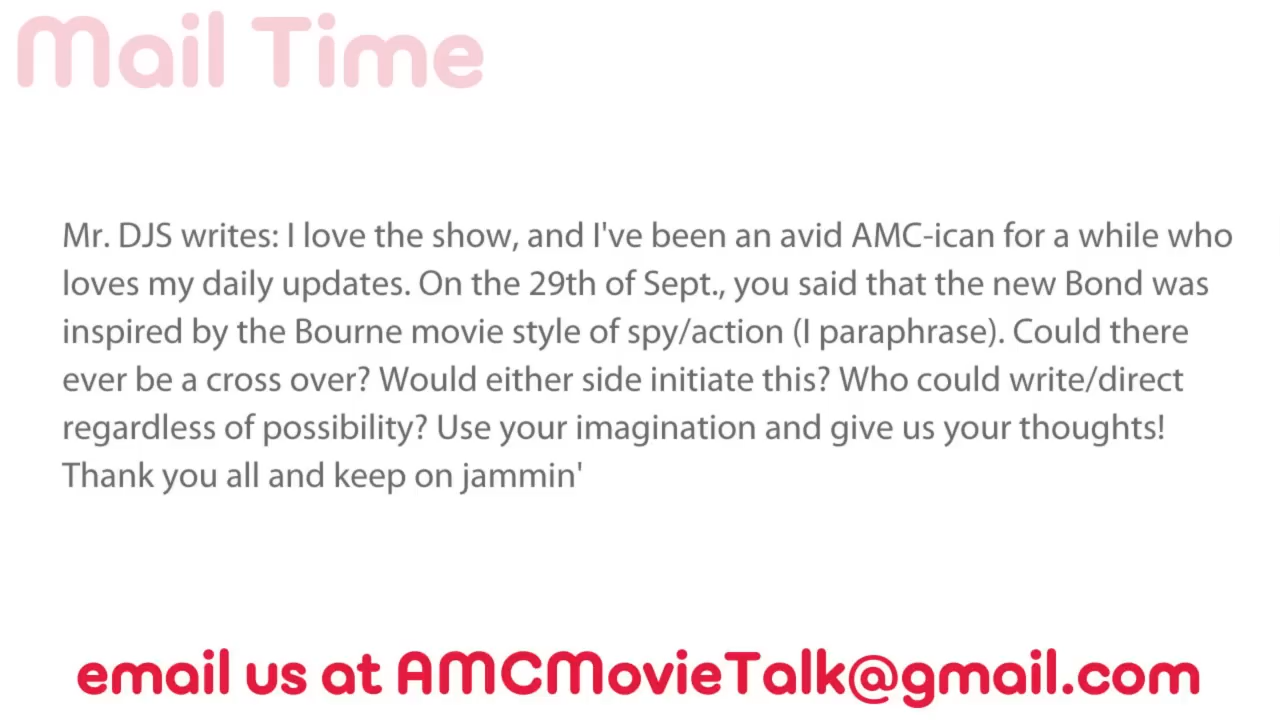 Mail Time
Mr. DJS writes: I love the show, and I've been an avid AMC-ican for a while who
loves my daily updates. On the 29th of Sept., you said that the new Bond was
inspired by the Bourne movie style of spy/action (I paraphrase). Could there
ever be a cross over? Would either side initiate this? Who could write/direct
regardless of possibility? Use your imagination and give us your thoughts!
Thank you all and keep on jammin'
email us at AMCMovieTalk@gmail.com